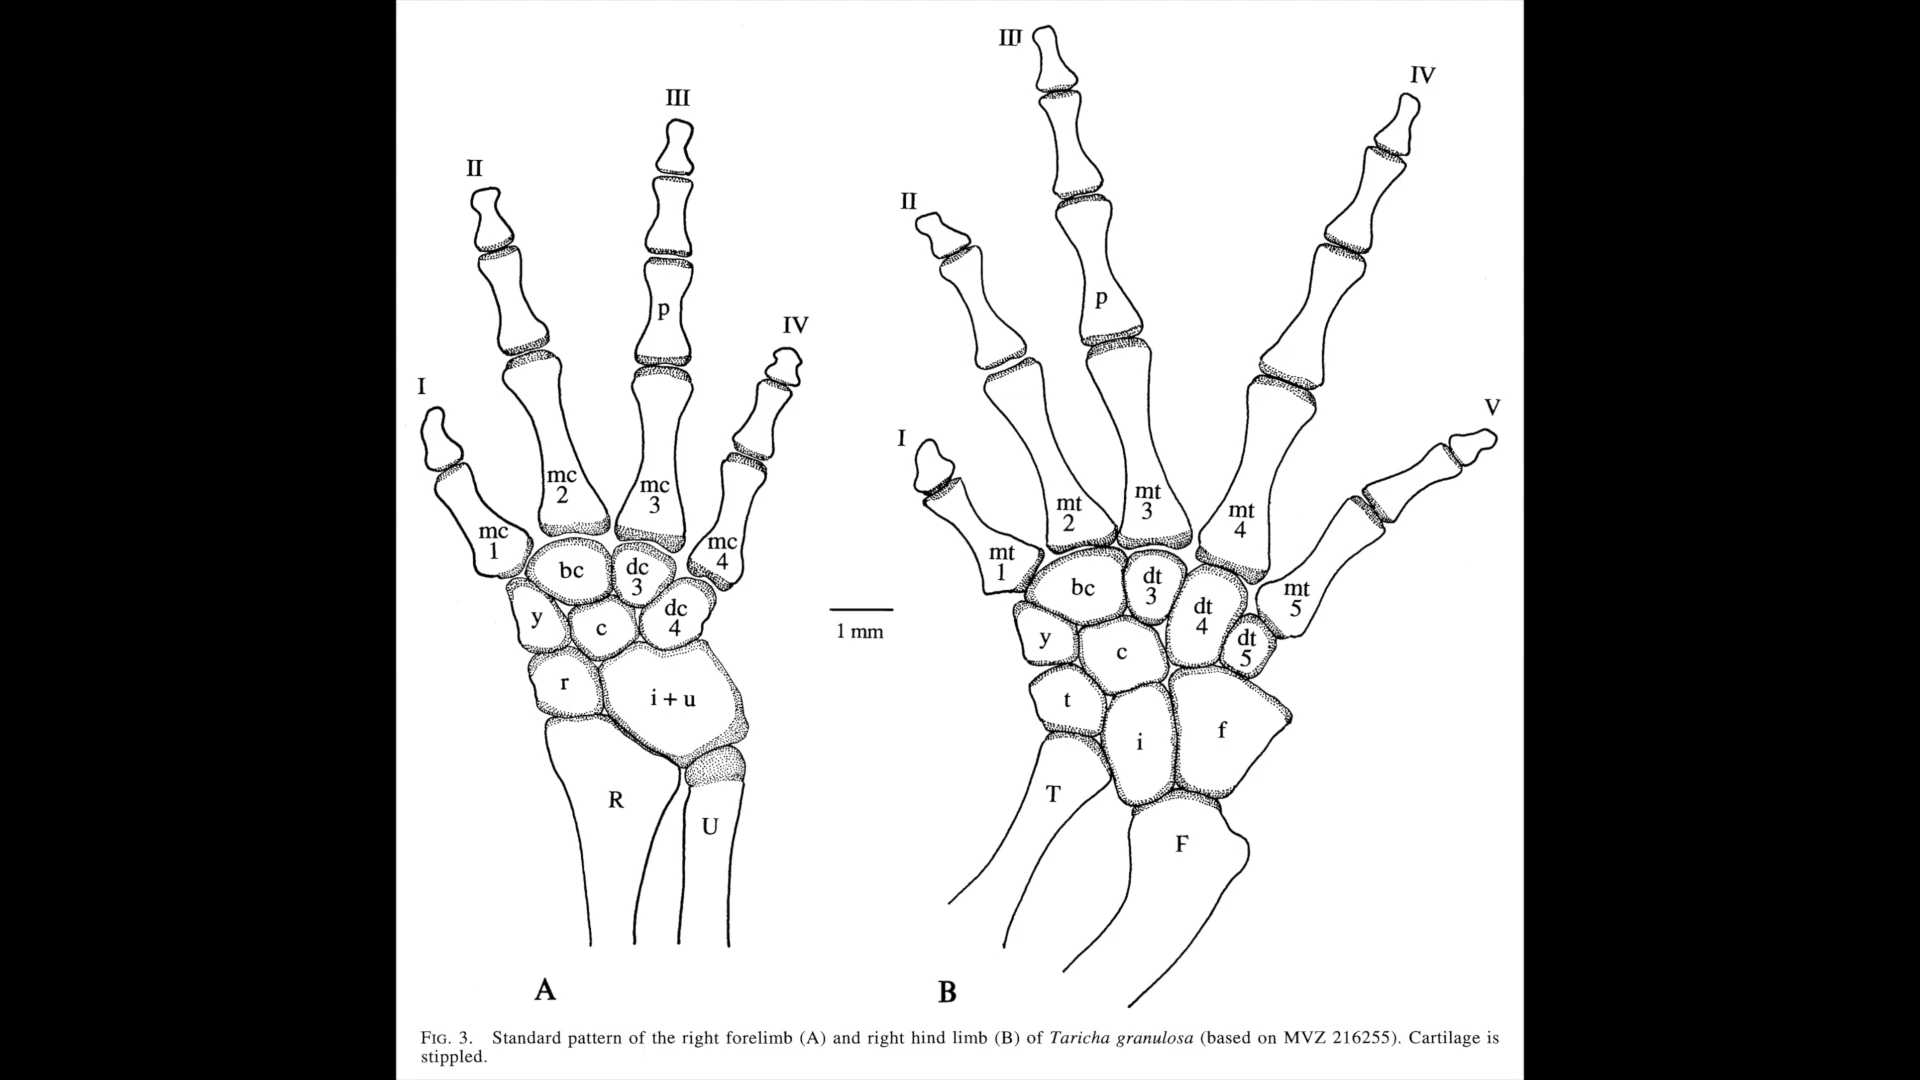 III
IV
III
II
II
p
p
IV
I
V
I
mc
2
mc
3
mt
2
mt
3
mt
4
mc
1
mc
4
mt
1
mt
5
bc
dc
3
bc
dt
3
dt
4
y
c
dc
4
1 mm
y
c
dt
5
r
i + u
t
i
f
R
U
T
F
A
B
FIG. 3. Standard pattern of the right forelimb (A) and right hind limb (B) of Taricha granulosa (based on MVZ 216255). Cartilage is
stippled.